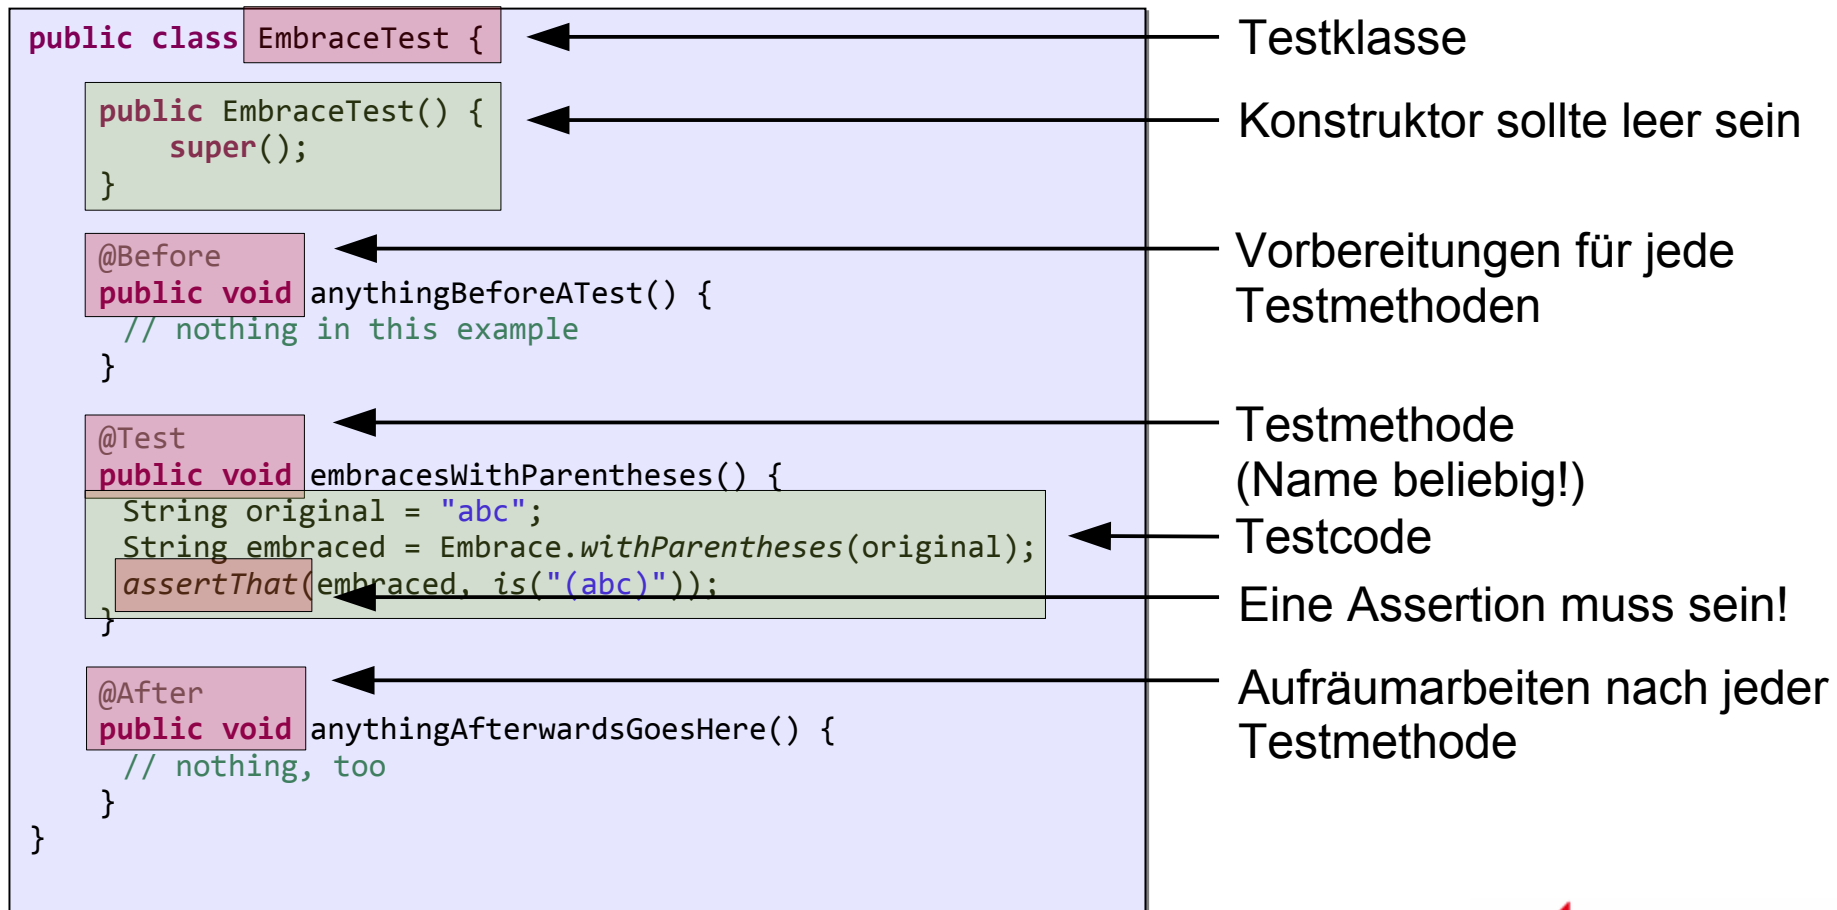 public class EmbraceTest {
Testklasse
public EmbraceTest() {
super();
}
Konstruktor sollte leer sein
@Before
public void anythingBeforeATest() {
// nothing in this example
}
Vorbereitungen für jede
Testmethoden
@Test
public void embracesWithParentheses() {
String original = "abc";
String embraced = Embrace.withParentheses(original);
assertThat(embraced, is("(abc)"));
}
Testmethode
(Name beliebig!)
Testcode
Eine Assertion muss sein!
@After
public void anythingAfterwardsGoesHere() {
// nothing, too
}
}
Aufräumarbeiten nach jeder
Testmethode